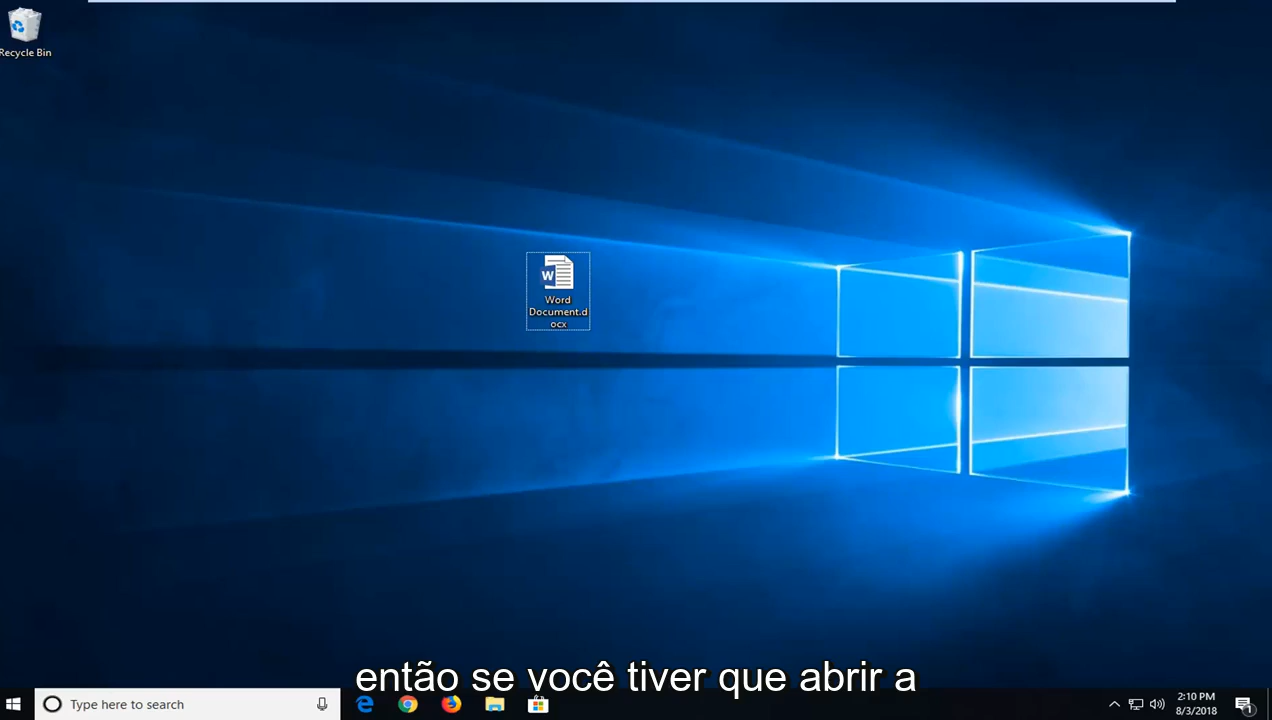 Recycle Bin
W
Word
Document.d
ocx
então se você tiver que abrir a
Type here to search
2:10 PM
8/3/2018
1